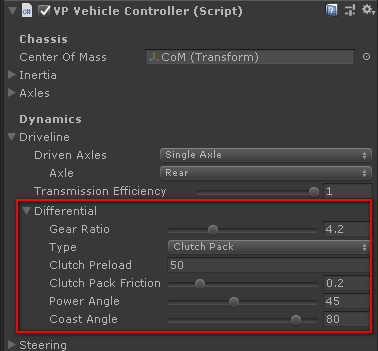 VP Vehicle Controller (Script)
Chassis
Center Of Mass CoM (Transform)
Inertia
Axles
Dynamics
Driveline
Driven Axles Single Axle
Axle Rear
Transmission Efficiency 1
Differential
Gear Ratio 4.2
Type Clutch Pack
Clutch Preload 50
Clutch Pack Friction 0.2
Power Angle 45
Coast Angle 80
Steering